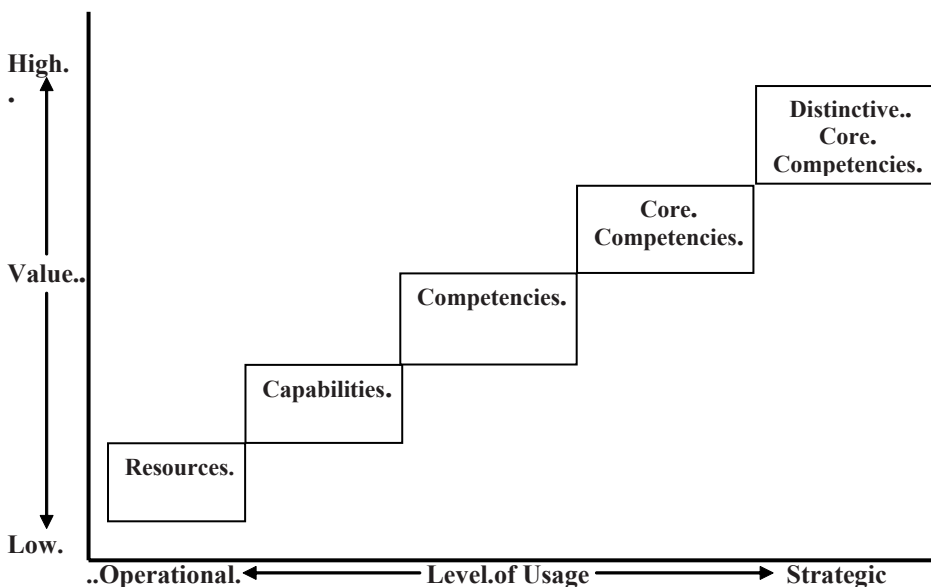 High.
.
Distinctive..
Core.
Competencies.
Core.
Competencies.
Value..
Competencies.
Capabilities.
Resources.
Low.
..Operational.
Level.of Usage
Strategic